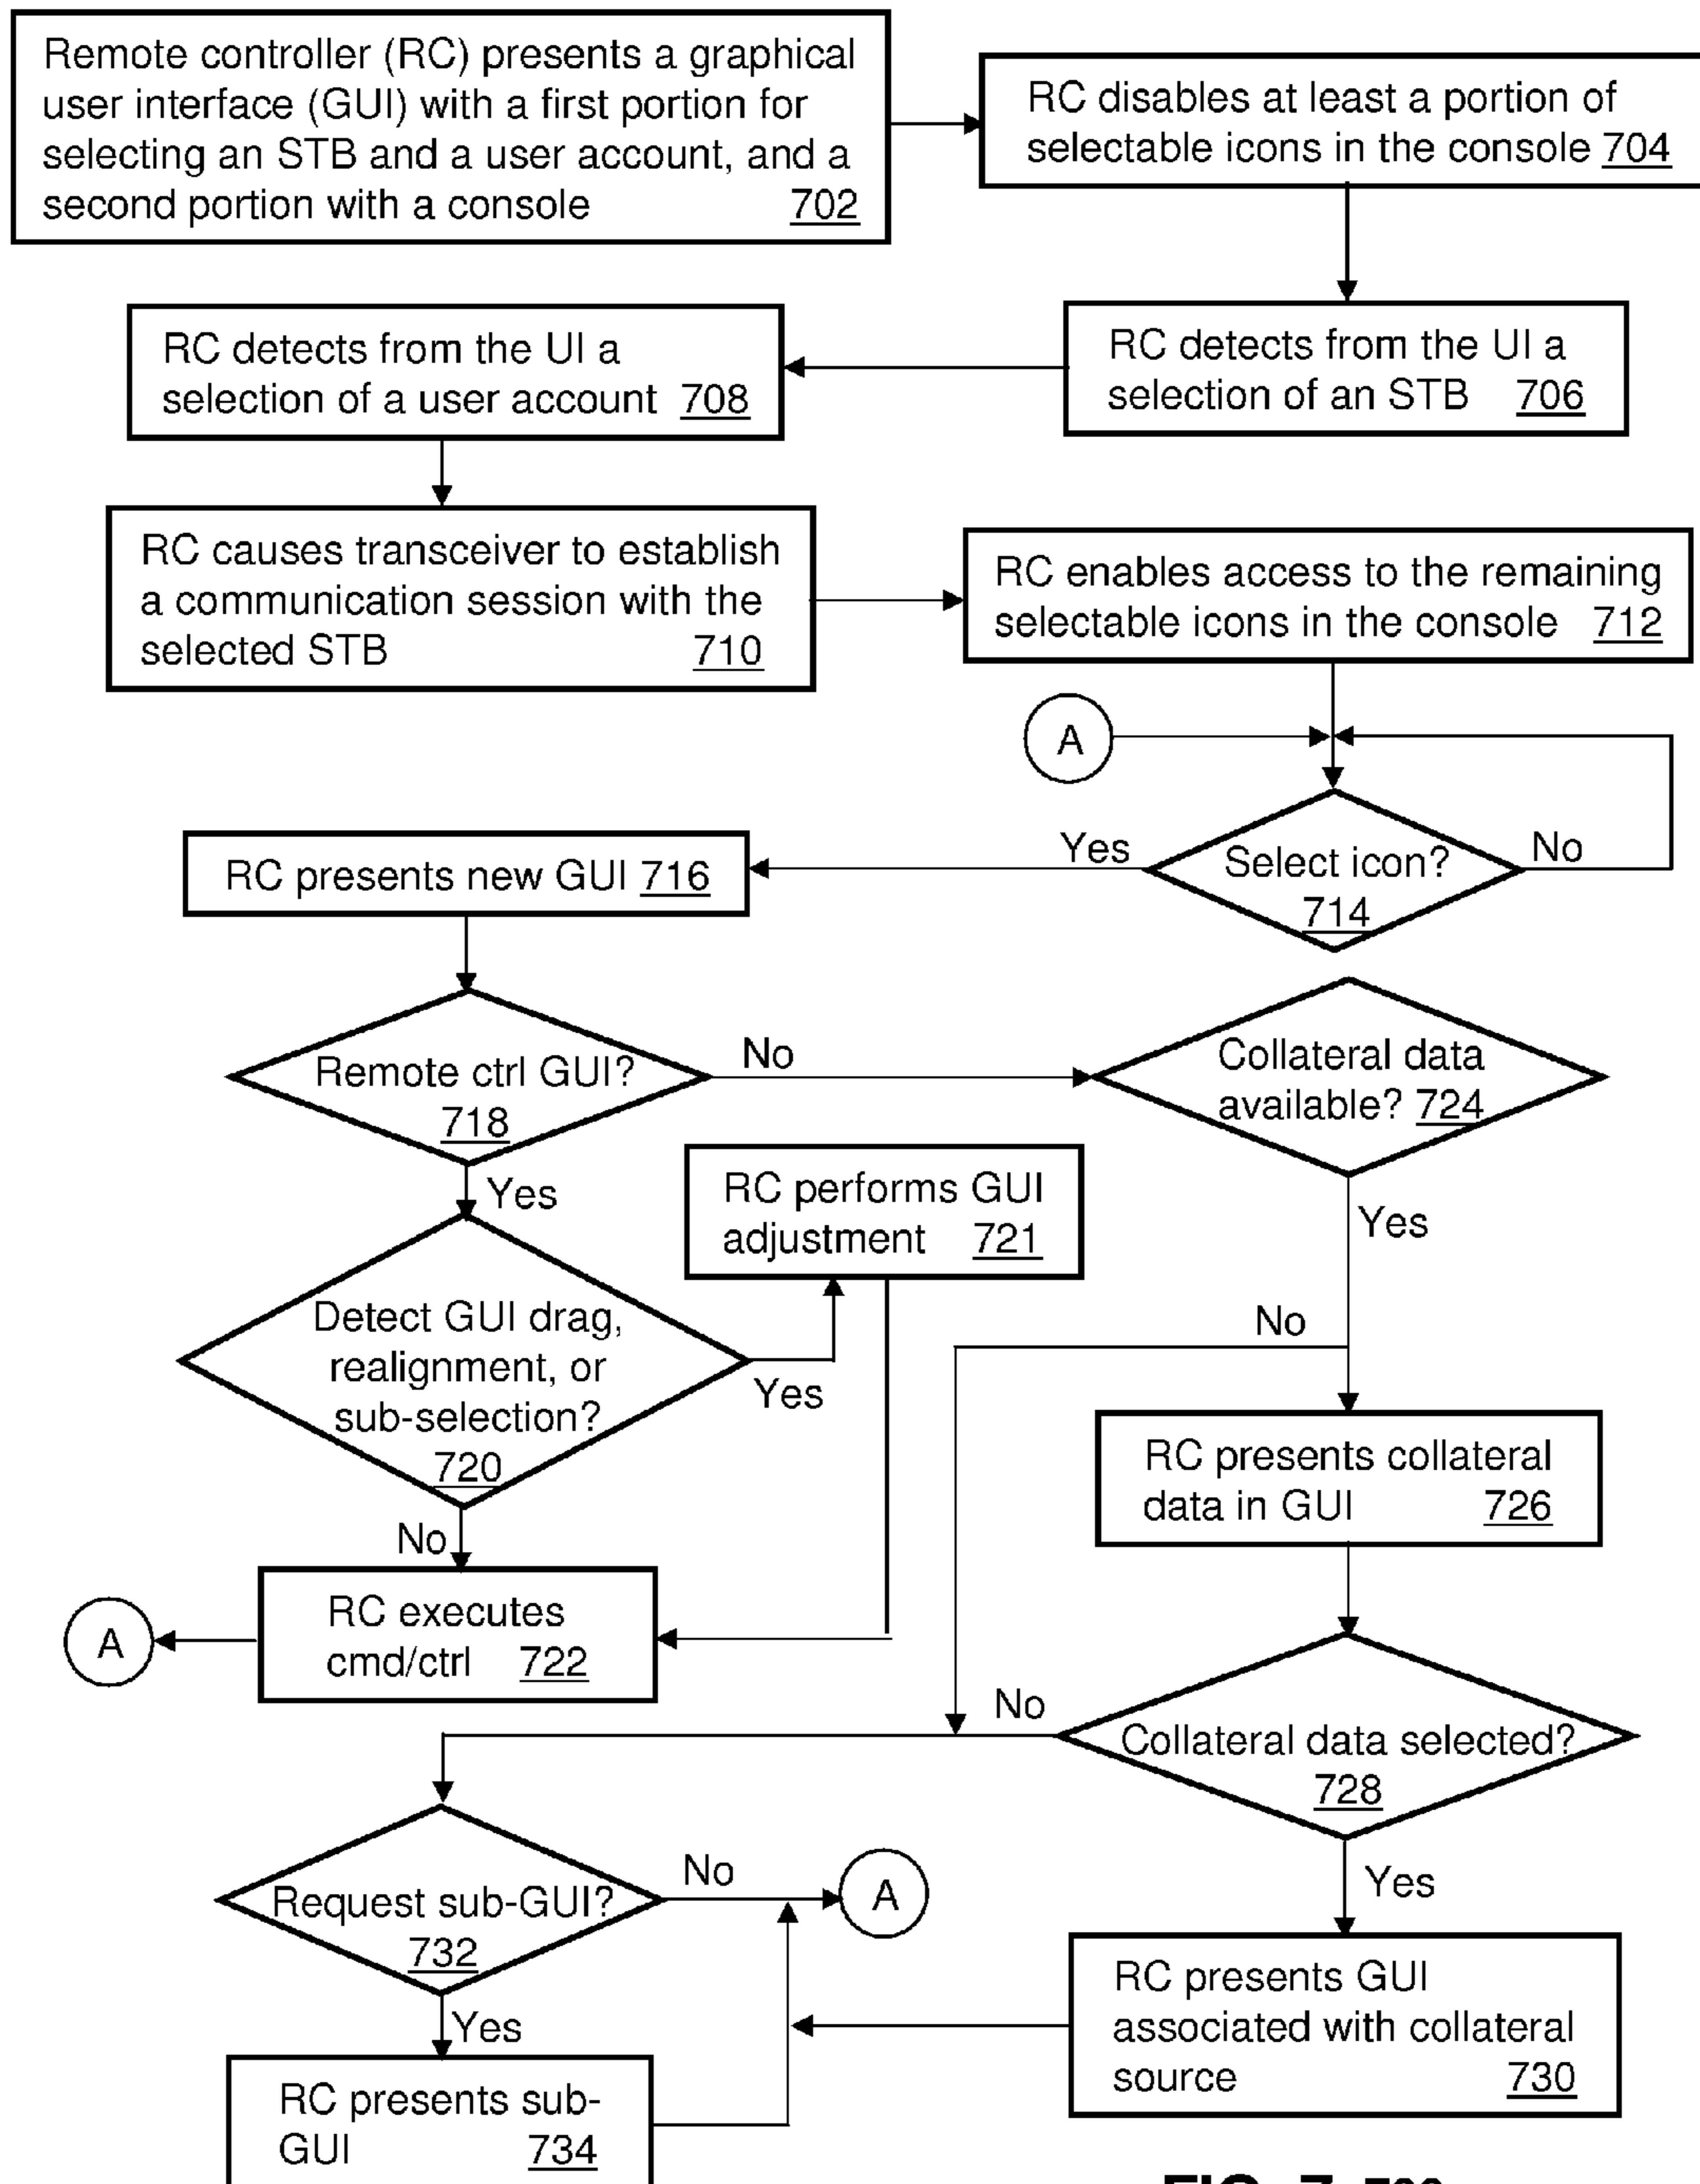 Remote controller (RC) presents a graphical
user interface (GUI) with a first portion for
selecting an STB and a user account, and a
second portion with a console 702
RC disables at least a portion of
selectable icons in the console 704
RC detects from the UI a
selection of an STB 706
RC detects from the UI a
selection of a user account 708
RC causes transceiver to establish
a communication session with the
selected STB 710
RC enables access to the remaining
selectable icons in the console 712
A
Select icon?
714
Yes
No
RC presents new GUI 716
Remote ctrl GUI?
718
No
Yes
Collateral data
available? 724
Yes
No
RC performs GUI
adjustment 721
Detect GUI drag,
realignment, or
sub-selection?
720
Yes
No
RC executes
cmd/ctrl 722
A
RC presents collateral
data in GUI 726
Collateral data selected?
728
No
Yes
Request sub-GUI?
732
No
A
Yes
RC presents GUI
associated with collateral
source 730
RC presents sub-
GUI 734